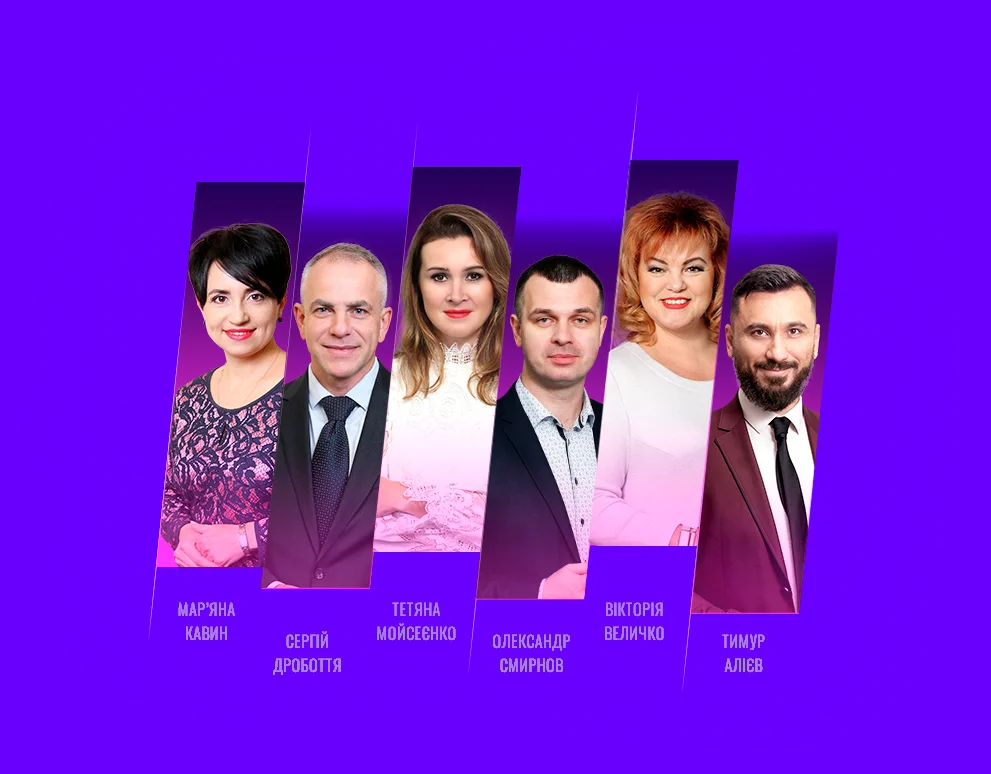 МАР'ЯНА
КАВИН
СЕРГІЙ
ДРОБОТТЯ
ТЕТЯНА
МОЙСЕЄНКО
ОЛЕКСАНДР
СМИРНОВ
ВІКТОРІЯ
ВЕЛИЧКО
ТИМУР
АЛІЄВ